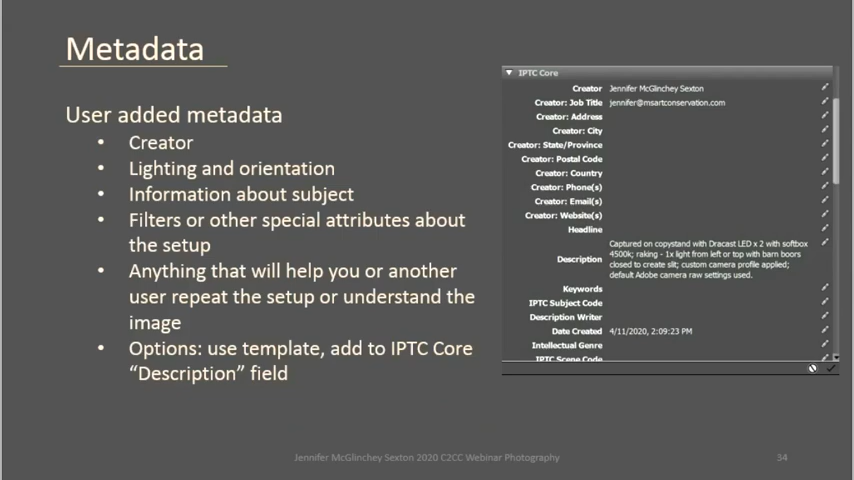 Metadata
User added metadata
• Creator
• Lighting and orientation
• Information about subject
• Filters or other special attributes about
the setup
• Anything that will help you or another
user repeat the setup or understand the
image
• Options: use template, add to IPTC Core
“Description” field
IPTC Core
Creator Jennifer McGlinchey Sexton
Creator: Job Title jennifer@msartconservation.com
Creator: Address
Creator: City
Creator: State/Province
Creator: Postal Code
Creator: Country
Creator: Phone(s)
Creator: Email(s)
Creator: Website(s)
Headline
Captured on copystand with Dracast LED x 2 with softbox
4500k; raking - 1x light from left or top with barn boors
Description closed to create slit; custom camera profile applied;
default Adobe camera raw settings used.
Keywords
IPTC Subject Code
Description Writer
Date Created 4/11/2020, 2:09:23 PM
Intellectual Genre
IPTC Scene Code
Jennifer McGlinchey Sexton 2020 C2CC Webinar Photography
34